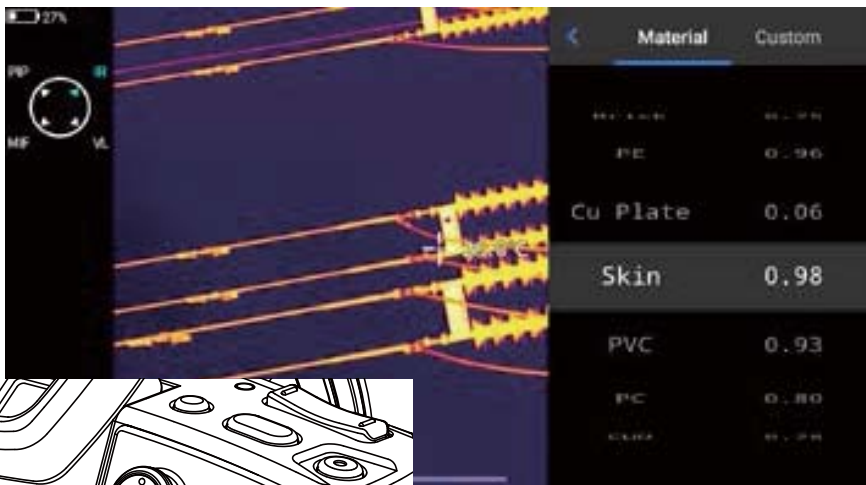 27%
PIP IR
MIF VL
Material Custom
PE 0.96
Cu Plate 0.06
Skin 0.98
PVC 0.93
PC 0.80
CuO